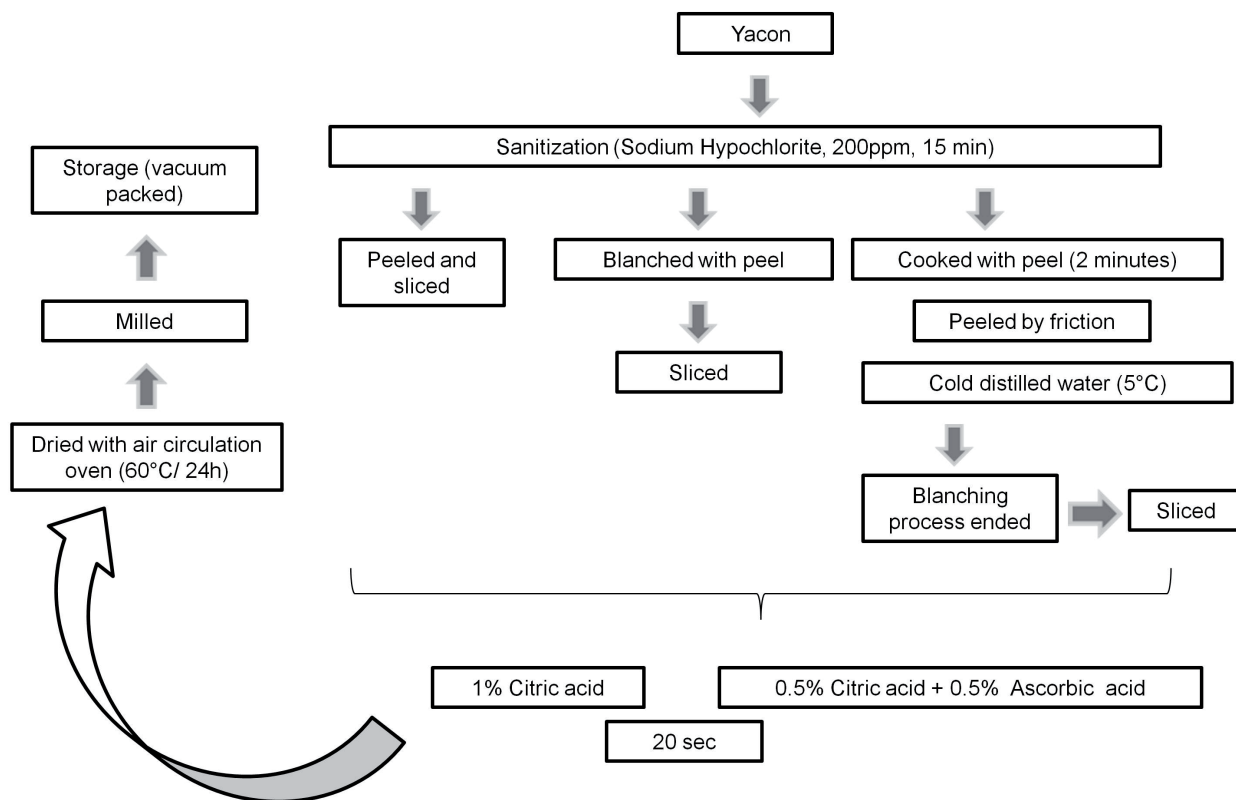 Yacon
Sanitization (Sodium Hypochlorite, 200ppm, 15 min)
Peeled and
sliced
Blanched with peel
Sliced
Cooked with peel (2 minutes)
Peeled by friction
Cold distilled water (5°C)
Blanching
process ended
Sliced
1% Citric acid
0.5% Citric acid + 0.5% Ascorbic acid
20 sec
Dried with air circulation
oven (60°C/ 24h)
Milled
Storage (vacuum
packed)